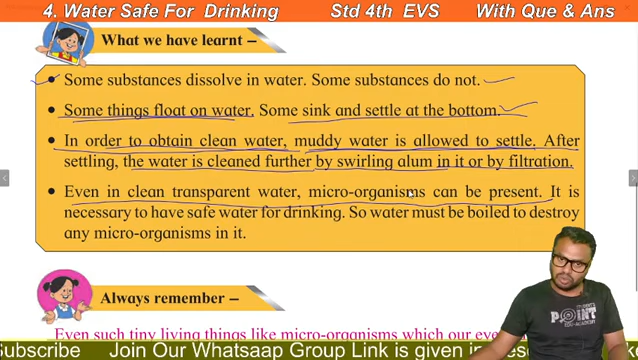 4. Water Safe For Drinking Std 4th EVS With Que & Ans
What we have learnt –
• Some substances dissolve in water. Some substances do not.
• Some things float on water. Some sink and settle at the bottom.
• In order to obtain clean water, muddy water is allowed to settle. After
settling, the water is cleaned further by swirling alum in it or by filtration.
• Even in clean transparent water, micro-organisms can be present. It is
necessary to have safe water for drinking. So water must be boiled to destroy
any micro-organisms in it.
Always remember –
Even such tiny living things like micro-organisms which our eye
Subscribe Join Our Whatsaap Group Link is given in
POINT